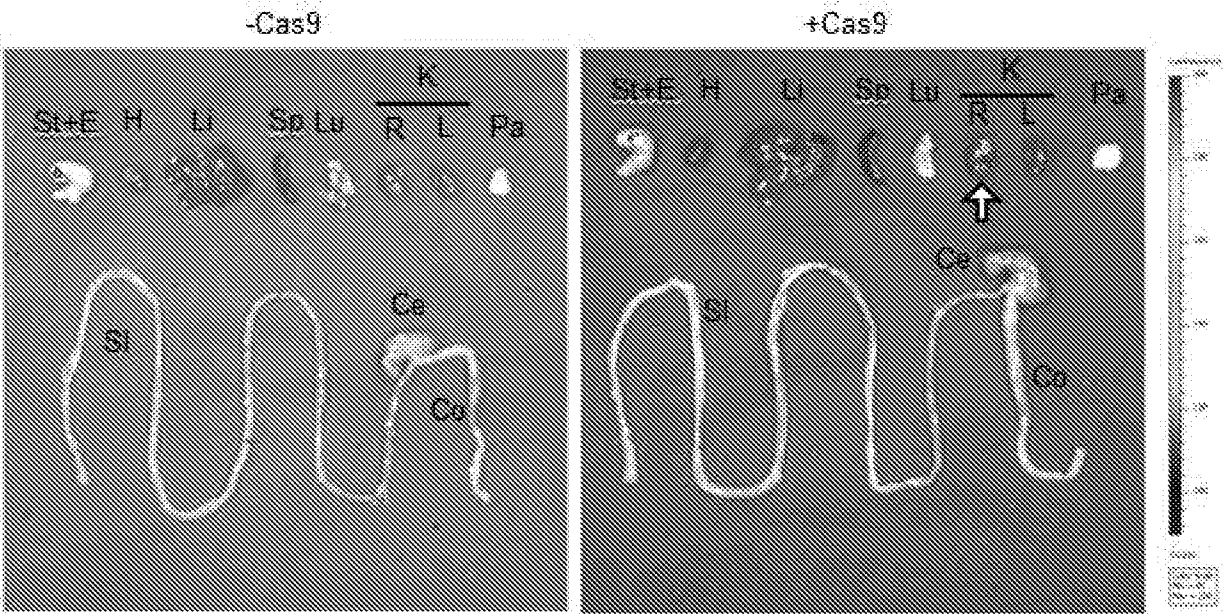 -Cas9
+Cas9
K
St+E H Li Sp Lu R L Pa
K
St+E H Li Sp Lu R L Pa
Ce
SI
Co
Ce
SI
Co